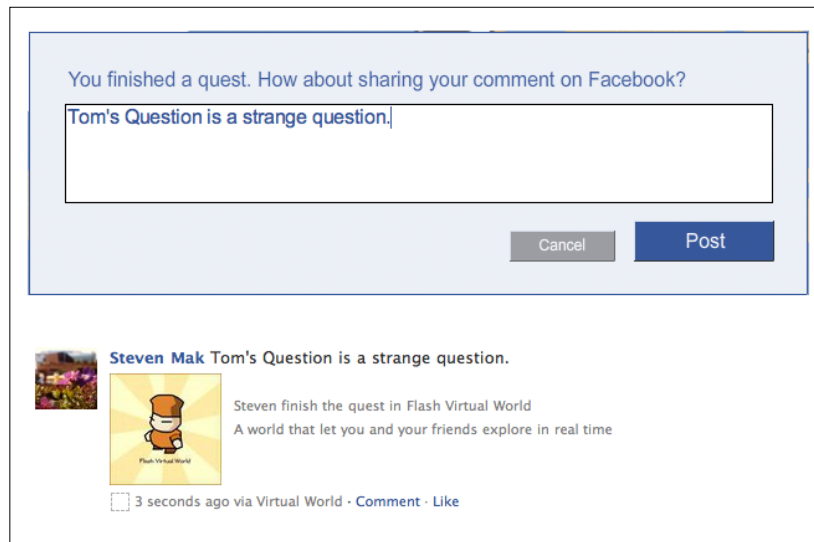 You finished a quest. How about sharing your comment on Facebook?
Tom's Question is a strange question.
Cancel
Post
Steven Mak Tom's Question is a strange question.
Steven finish the quest in Flash Virtual World
A world that let you and your friends explore in real time
Flash Virtual World
3 seconds ago via Virtual World · Comment · Like